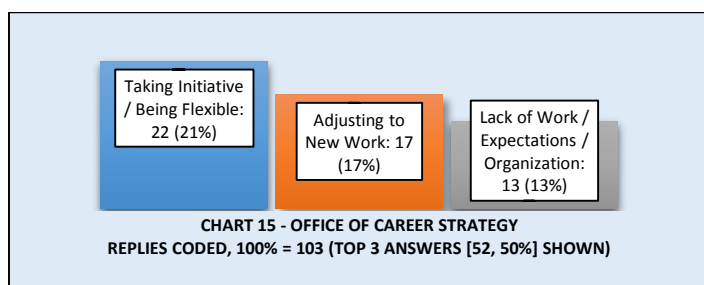 Taking Initiative
/ Being Flexible:
22 (21%)
Adjusting to
New Work: 17
(17%)
Lack of Work /
Expectations /
Organization:
13 (13%)
CHART 15 - OFFICE OF CAREER STRATEGY
REPLIES CODED, 100% = 103 (TOP 3 ANSWERS [52, 50%] SHOWN)